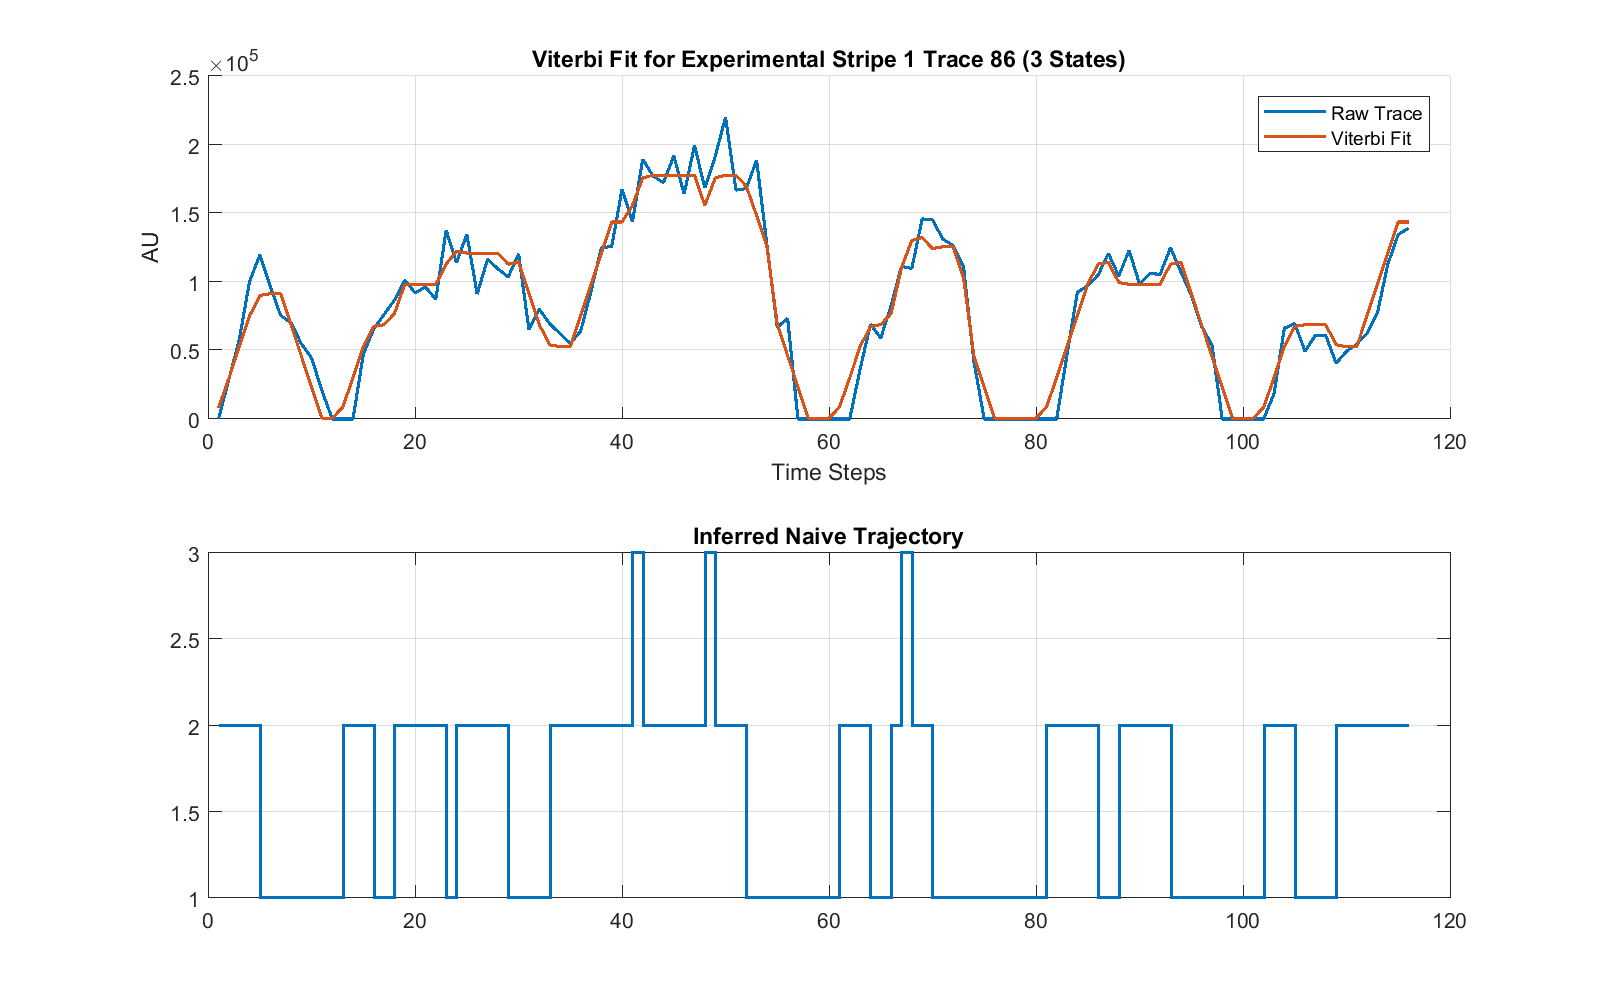 Viterbi Fit for Experimental Stripe 1 Trace 86 (3 States)
×10^5
2.5
2
1.5
1
0.5
0
AU
Raw Trace
Viterbi Fit
0 20 40 60 80 100 120
Time Steps
Inferred Naive Trajectory
3
2.5
2
1.5
1
0 20 40 60 80 100 120